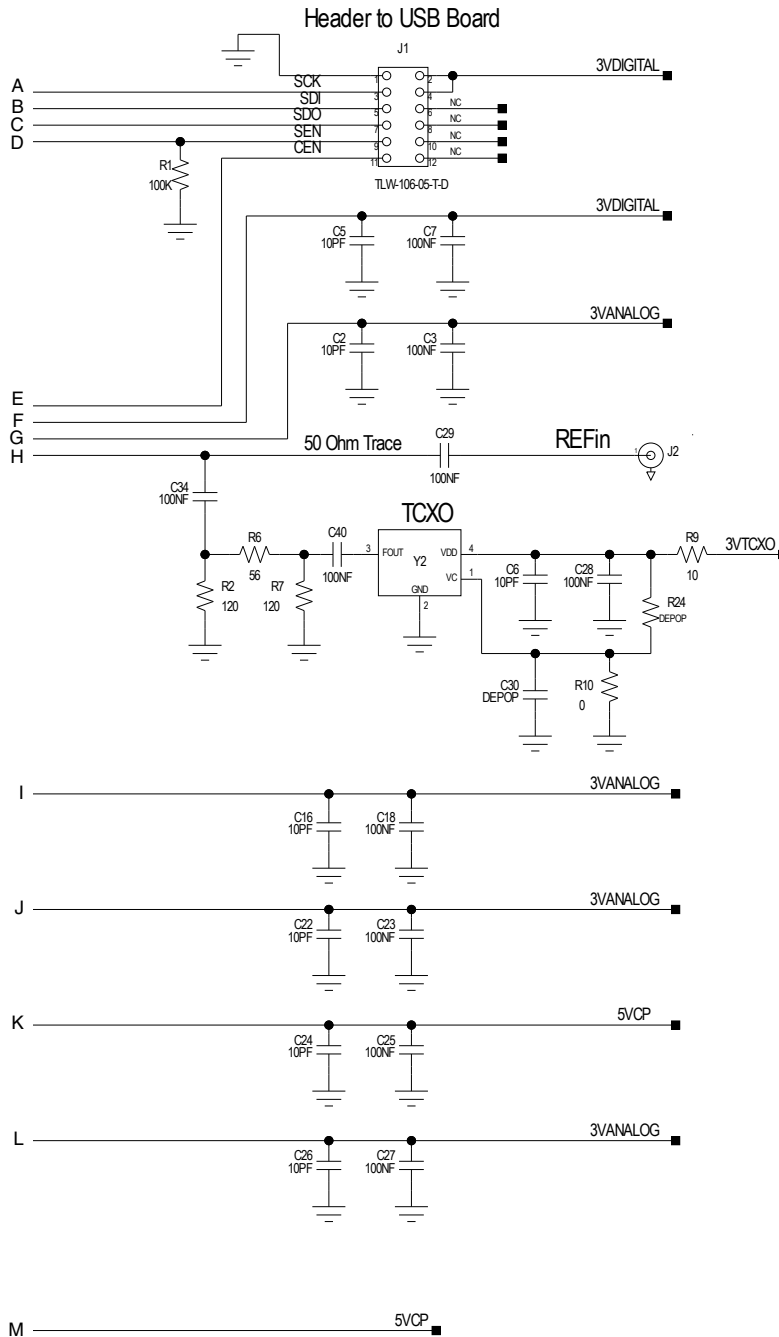 Header to USB Board
J1
3VDIGITAL
1 2
A SCK 3 4
B SDI 5 6 NC
C SDO 7 8 NC
D SEN 9 10 NC
CEN 11 12 NC
R1
100K
TLW-106-05-T-D
3VDIGITAL
C5 C7
10PF 100NF
3VANALOG
C2 C3
10PF 100NF
E
F
G
H 50 Ohm Trace C29 REFin 1 J2
100NF
C34
100NF
TCXO
R6 C40 3 FOUT Y2 VDD 4 R9 3VTCXO
56 100NF VC 1 10
R2 R7 GND C6 C28 R24
120 120 2 10PF 100NF DEPOP
C30 R10
DEPOP 0
I 3VANALOG
C16 C18
10PF 100NF
J 3VANALOG
C22 C23
10PF 100NF
K 5VCP
C24 C25
10PF 100NF
L 3VANALOG
C26 C27
10PF 100NF
M 5VCP